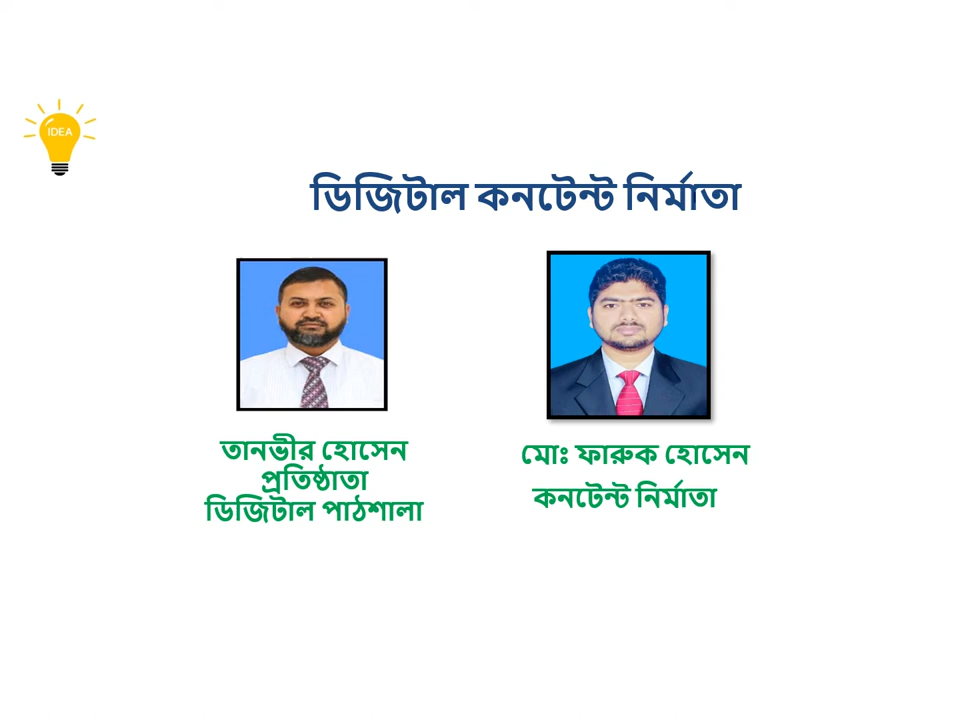 IDEA
ডিজিটাল কনটেন্ট নির্মাতা
তানভীর হোসেন
প্রতিষ্ঠাতা
ডিজিটাল পাঠশালা
মোঃ ফারুক হোসেন
কনটেন্ট নির্মাতা